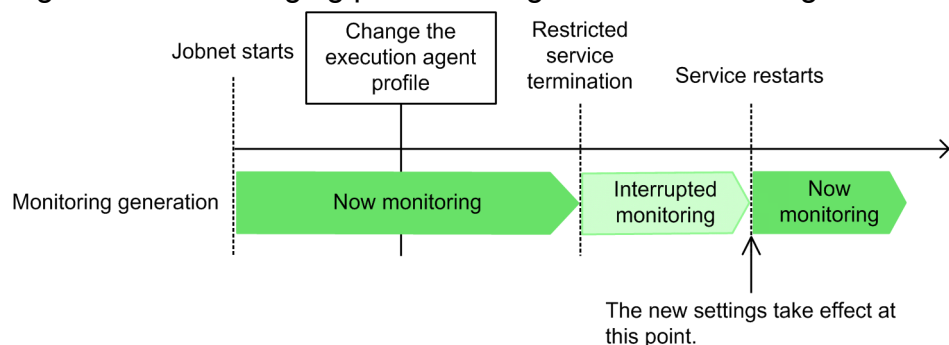 Jobnet starts
Change the
execution agent
profile
Restricted
service
termination
Service restarts
Monitoring generation
Now monitoring
Interrupted
monitoring
Now
monitoring
The new settings take effect at
this point.